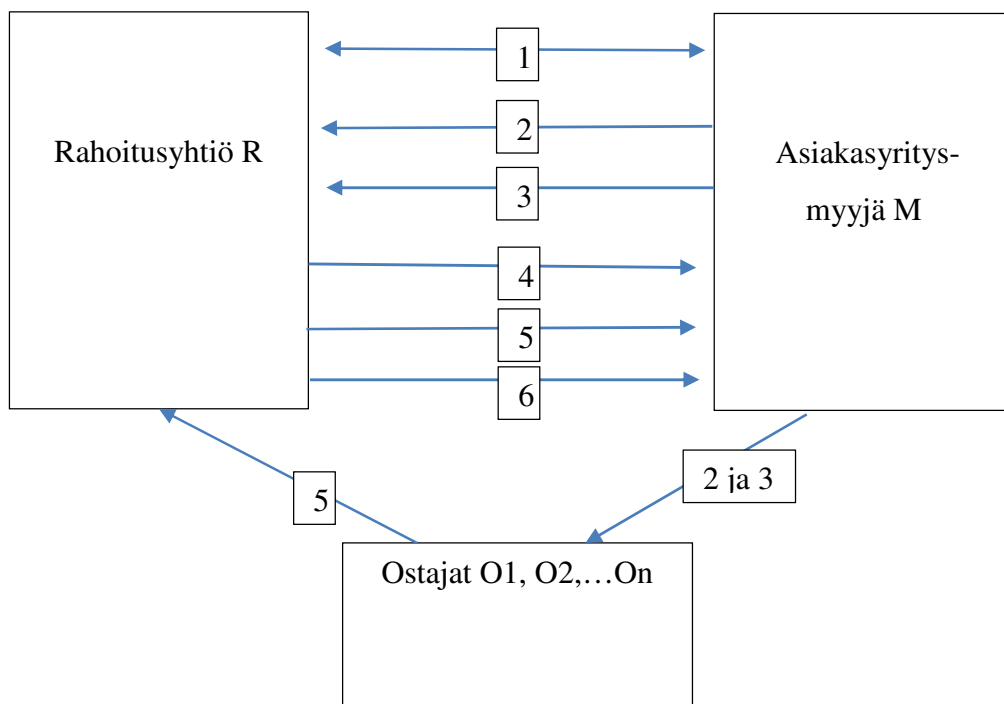 1
2
Rahoitusyhtiö R
Asiakasyritys-
3
myyjä M
4
5
6
2 ja 3
5
Ostajat O1, O2,…On